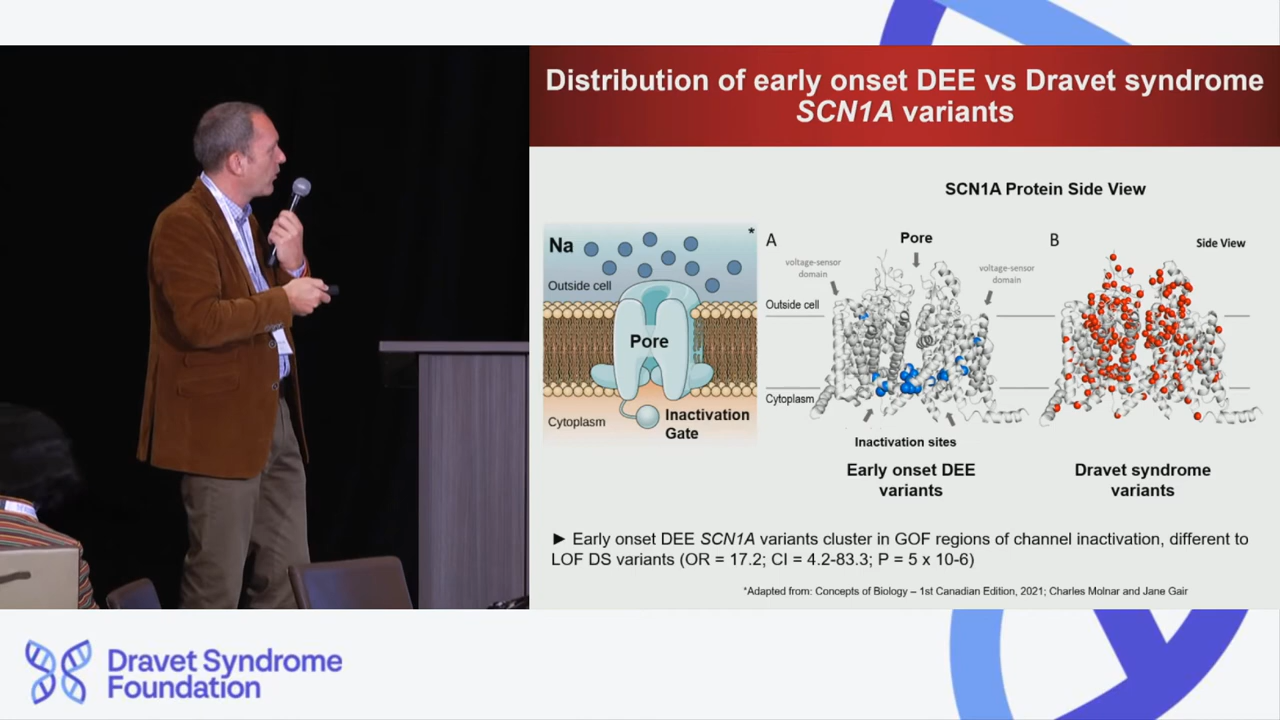 Distribution of early onset DEE vs Dravet syndrome
SCN1A variants
SCN1A Protein Side View
*
Na
Outside cell
Pore
Cytoplasm
Inactivation
Gate
A
Pore
voltage-sensor
domain
voltage-sensor
domain
Outside cell
Cytoplasm
Inactivation sites
Early onset DEE
variants
B
Side View
Dravet syndrome
variants
► Early onset DEE SCN1A variants cluster in GOF regions of channel inactivation, different to
LOF DS variants (OR = 17.2; CI = 4.2-83.3; P = 5 x 10-6)
*Adapted from: Concepts of Biology – 1st Canadian Edition, 2021; Charles Molnar and Jane Gair
Dravet Syndrome
Foundation